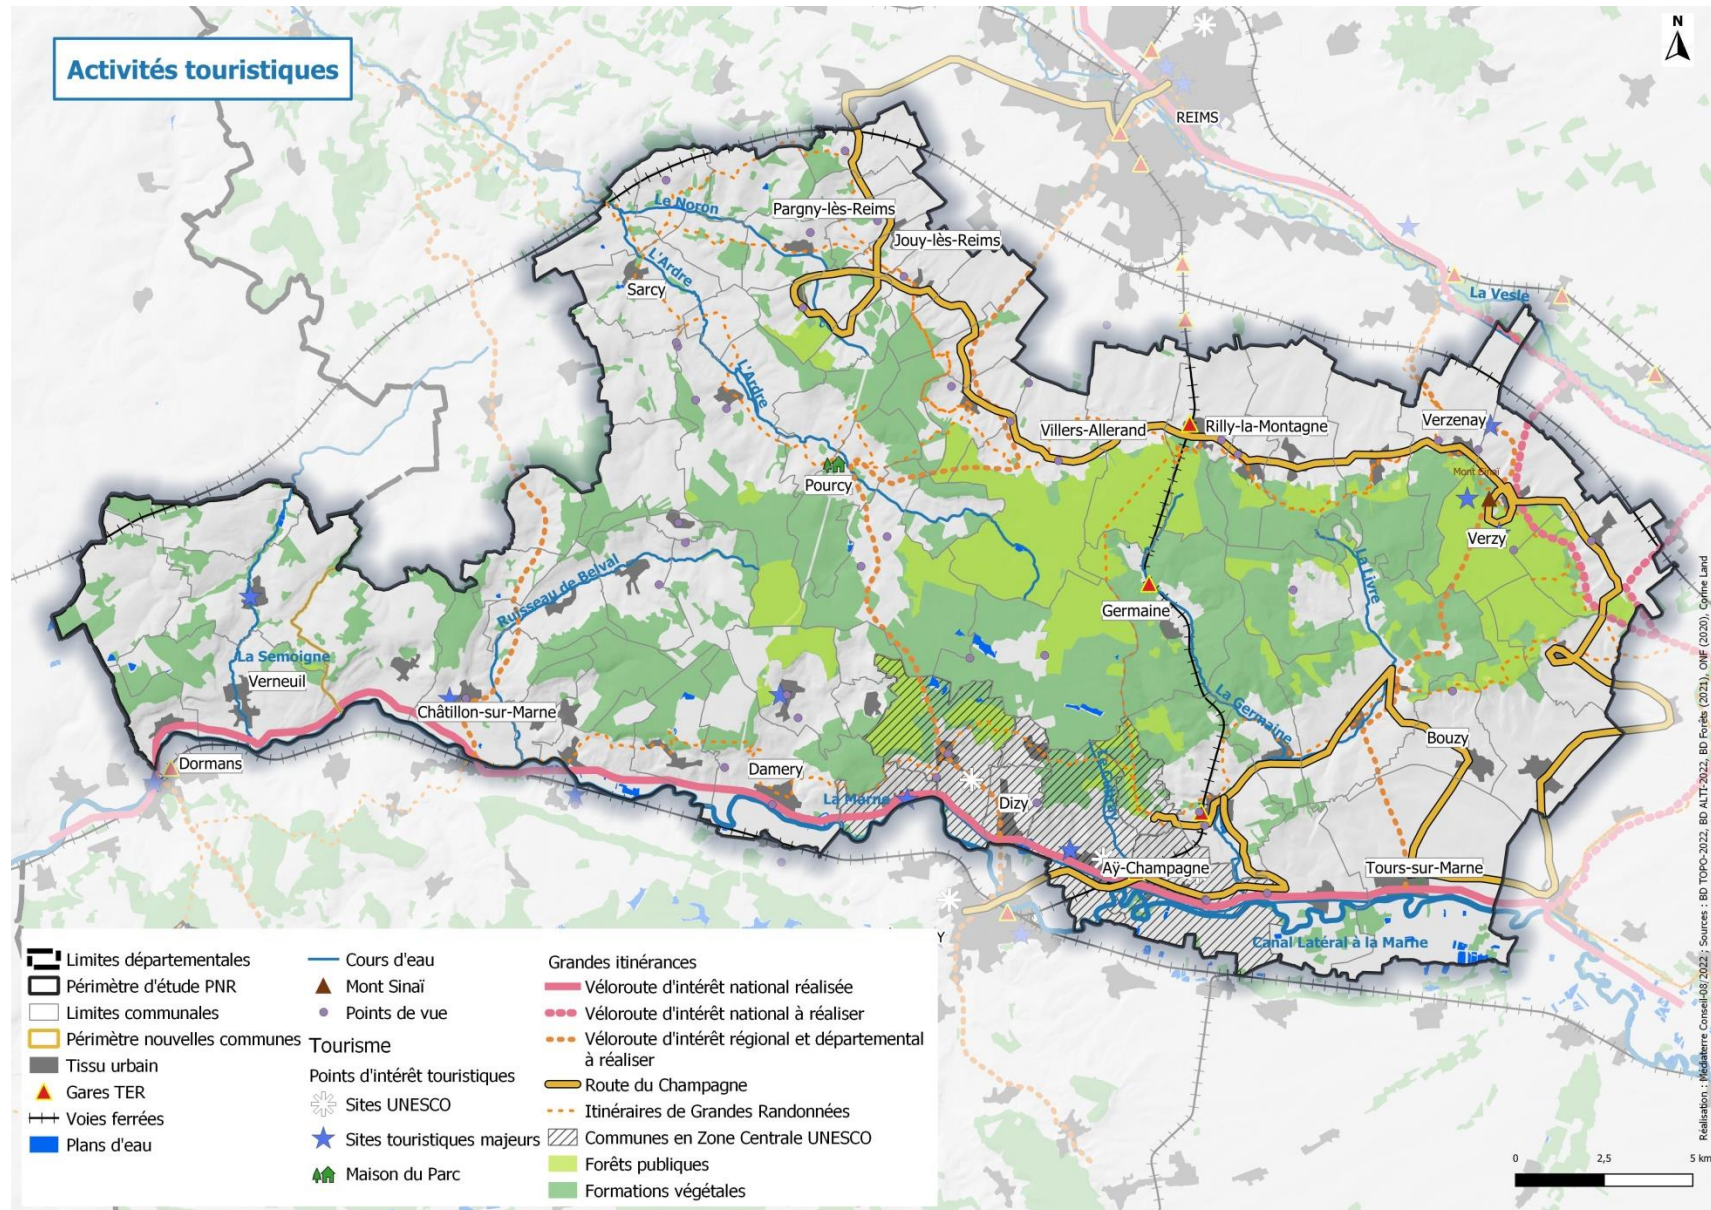 Activités touristiques
N
REIMS
Le Noron
Pargny-lès-Reims
Jouy-lès-Reims
L'Ardre
Sarcy
La Vesle
L'Ardre
Villers-Allerand
Rilly-la-Montagne
Verzenay
Mont Sinaï
Pourcy
Verzy
La Livre
Ruisseau de Belval
Germaine
La Semoigne
Verneuil
Châtillon-sur-Marne
La Germaine
Bouzy
Dormans
Damery
La Marne
Dizy
Aÿ-Champagne
Tours-sur-Marne
Canal Latéral à la Marne
Y
Limites départementales
Périmètre d'étude PNR
Limites communales
Périmètre nouvelles communes
Tissu urbain
Gares TER
Voies ferrées
Plans d'eau
Cours d'eau
Mont Sinaï
Points de vue
Tourisme
Points d'intérêt touristiques
Sites UNESCO
Sites touristiques majeurs
Maison du Parc
Grandes itinérances
Véloroute d'intérêt national réalisée
Véloroute d'intérêt national à réaliser
Véloroute d'intérêt régional et départemental
à réaliser
Route du Champagne
Itinéraires de Grandes Randonnées
Communes en Zone Centrale UNESCO
Forêts publiques
Formations végétales
0 2,5 5 km
Réalisation : Médiaterre Conseil-08/2022 ; Sources : BD TOPO-2022, BD ALTI-2022, BD Forêts (2021), ONF (2020), Corine Land